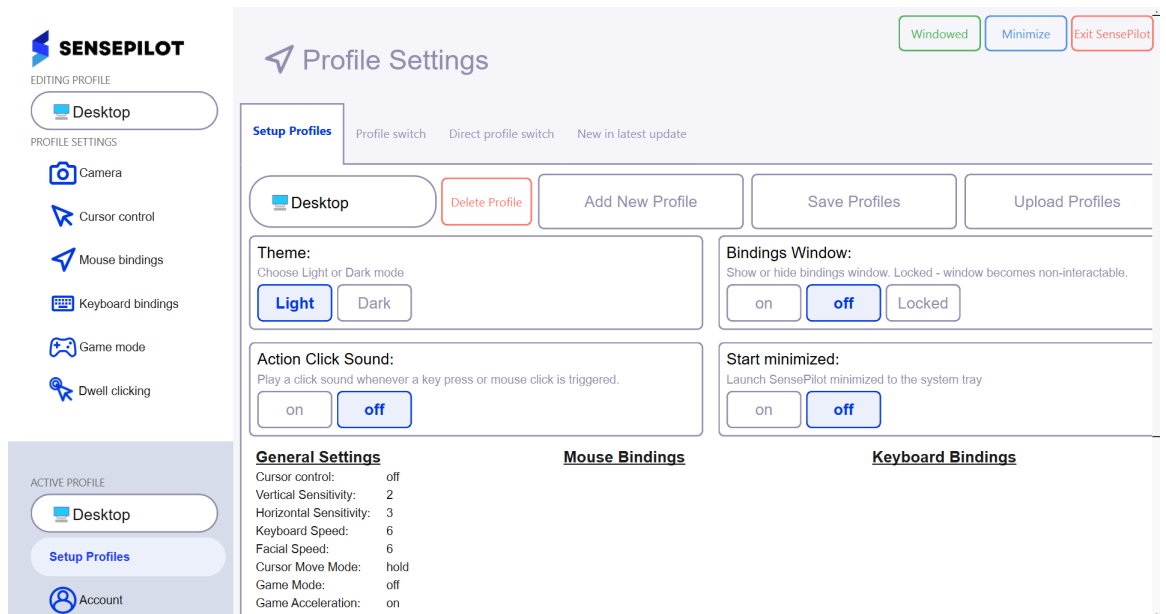 SENSEPILOT
EDITING PROFILE
Desktop
PROFILE SETTINGS
Camera
Cursor control
Mouse bindings
Keyboard bindings
Game mode
Dwell clicking
ACTIVE PROFILE
Desktop
Setup Profiles
Account
Profile Settings
Windowed Minimize Exit SensePilot
Setup Profiles Profile switch Direct profile switch New in latest update
Desktop Delete Profile Add New Profile Save Profiles Upload Profiles
Theme:
Choose Light or Dark mode
Light Dark
Bindings Window:
Show or hide bindings window. Locked - window becomes non-interactable.
on off Locked
Action Click Sound:
Play a click sound whenever a key press or mouse click is triggered.
on off
Start minimized:
Launch SensePilot minimized to the system tray
on off
General Settings Mouse Bindings Keyboard Bindings
Cursor control: off
Vertical Sensitivity: 2
Horizontal Sensitivity: 3
Keyboard Speed: 6
Facial Speed: 6
Cursor Move Mode: hold
Game Mode: off
Game Acceleration: on